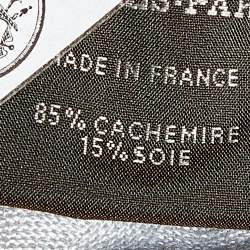 MADE IN FRANCE
85% CACHEMIRE
15% SOIE